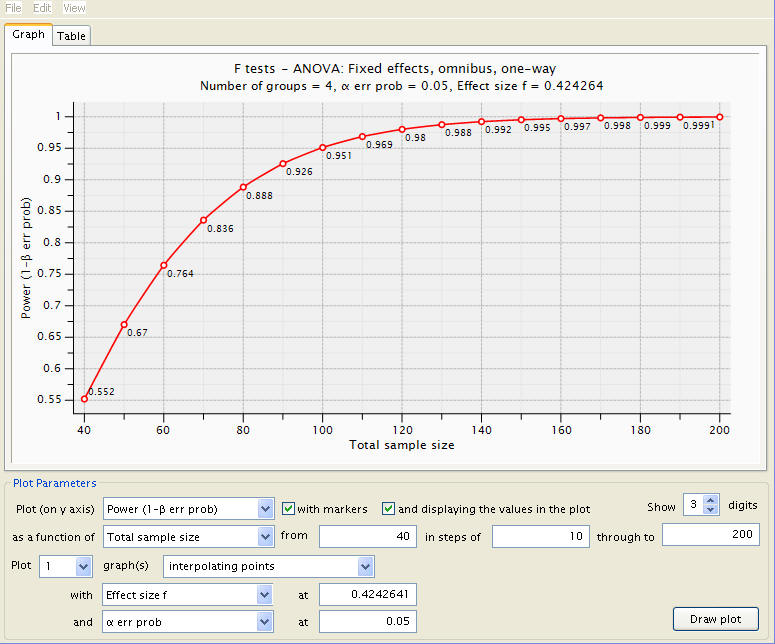 File Edit View
Graph Table
F tests - ANOVA: Fixed effects, omnibus, one-way
Number of groups = 4, α err prob = 0.05, Effect size f = 0.424264
Power (1-β err prob)
1
0.95
0.9
0.85
0.8
0.75
0.7
0.65
0.6
0.55
0.552
0.67
0.764
0.836
0.888
0.926
0.951
0.969
0.98
0.988
0.992
0.995
0.997
0.998
0.999
0.9991
40 60 80 100 120 140 160 180 200
Total sample size
Plot Parameters
Plot (on y axis) Power (1-β err prob) with markers and displaying the values in the plot Show 3 digits
as a function of Total sample size from 40 in steps of 10 through to 200
Plot 1 graph(s) interpolating points
with Effect size f at 0.4242641
and α err prob at 0.05
Draw plot